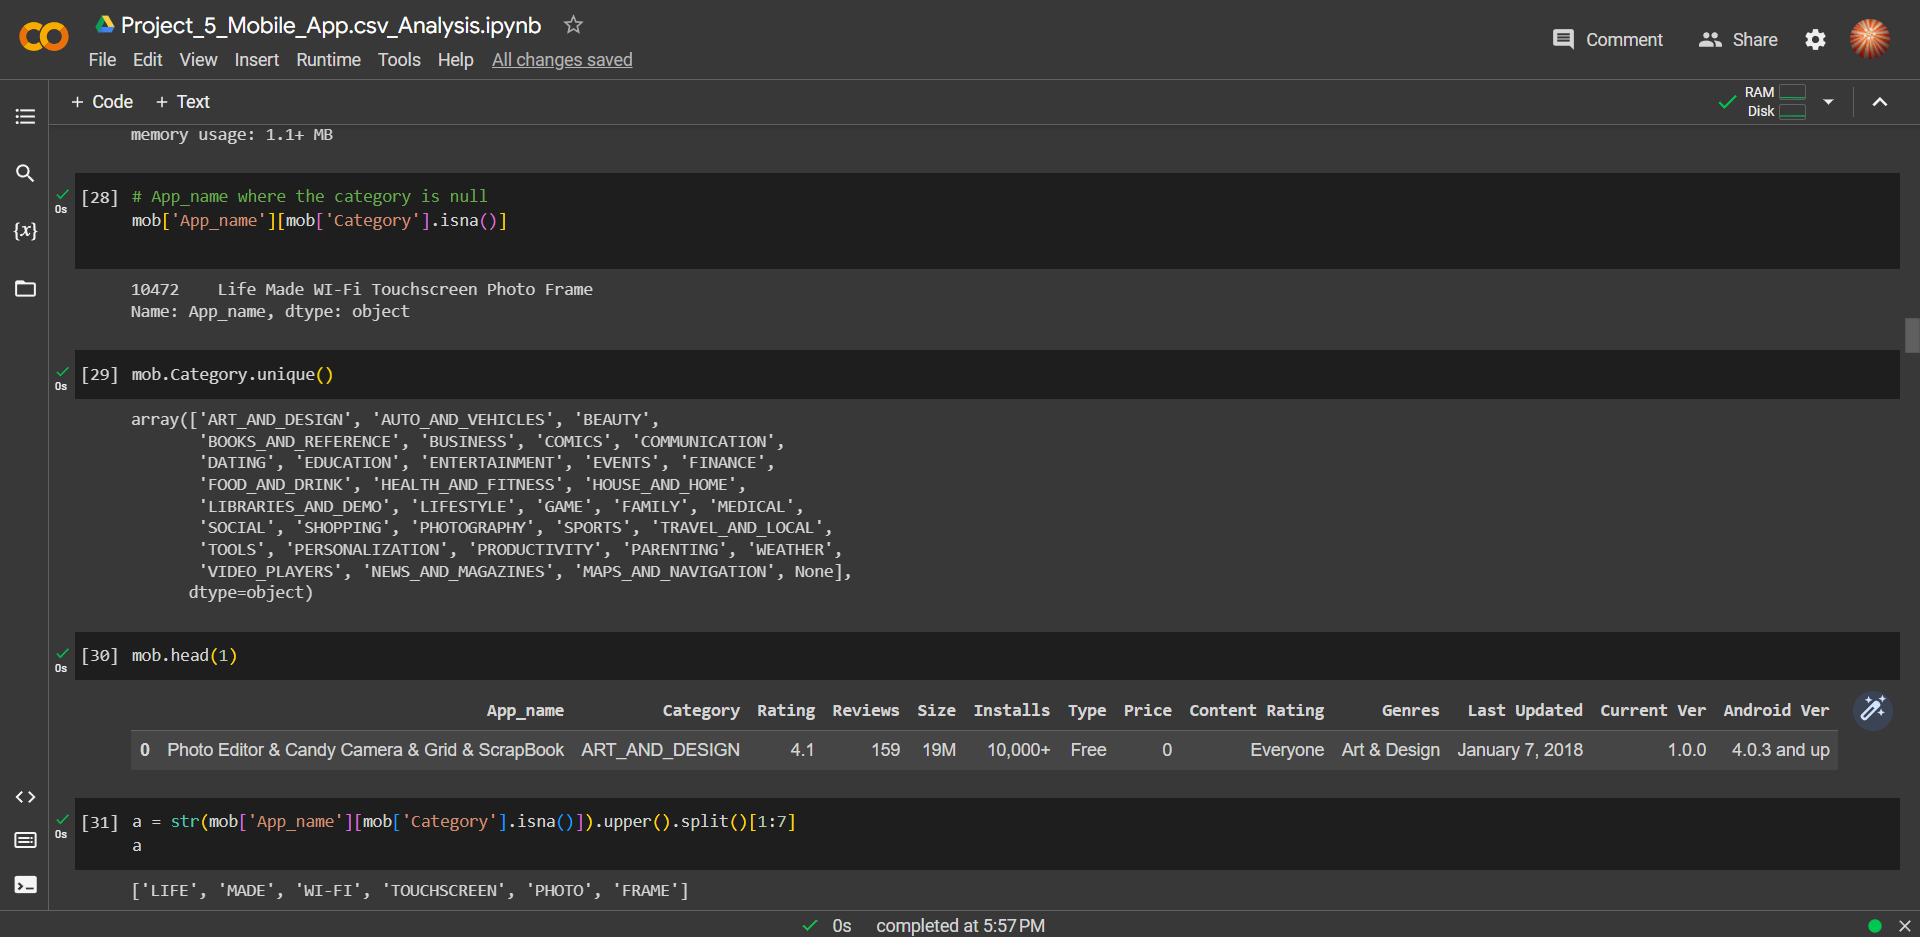 Project_5_Mobile_App.csv_Analysis.ipynb
Comment
Share
File Edit View Insert Runtime Tools Help All changes saved
+ Code + Text
RAM
Disk
memory usage: 1.1+ MB
[28] # App_name where the category is null
0s
mob['App_name'][mob['Category'].isna()]
{x}
10472    Life Made WI-Fi Touchscreen Photo Frame
Name: App_name, dtype: object
[29] mob.Category.unique()
0s
array(['ART_AND_DESIGN', 'AUTO_AND_VEHICLES', 'BEAUTY',
'BOOKS_AND_REFERENCE', 'BUSINESS', 'COMICS', 'COMMUNICATION',
'DATING', 'EDUCATION', 'ENTERTAINMENT', 'EVENTS', 'FINANCE',
'FOOD_AND_DRINK', 'HEALTH_AND_FITNESS', 'HOUSE_AND_HOME',
'LIBRARIES_AND_DEMO', 'LIFESTYLE', 'GAME', 'FAMILY', 'MEDICAL',
'SOCIAL', 'SHOPPING', 'PHOTOGRAPHY', 'SPORTS', 'TRAVEL_AND_LOCAL',
'TOOLS', 'PERSONALIZATION', 'PRODUCTIVITY', 'PARENTING', 'WEATHER',
'VIDEO_PLAYERS', 'NEWS_AND_MAGAZINES', 'MAPS_AND_NAVIGATION', None],
dtype=object)
[30] mob.head(1)
0s
App_name Category Rating Reviews Size Installs Type Price Content Rating Genres Last Updated Current Ver Android Ver
0 Photo Editor & Candy Camera & Grid & ScrapBook ART_AND_DESIGN 4.1 159 19M 10,000+ Free 0 Everyone Art & Design January 7, 2018 1.0.0 4.0.3 and up
[31] a = str(mob['App_name'][mob['Category'].isna()]).upper().split()[1:7]
0s
a
['LIFE', 'MADE', 'WI-FI', 'TOUCHSCREEN', 'PHOTO', 'FRAME']
0s completed at 5:57 PM